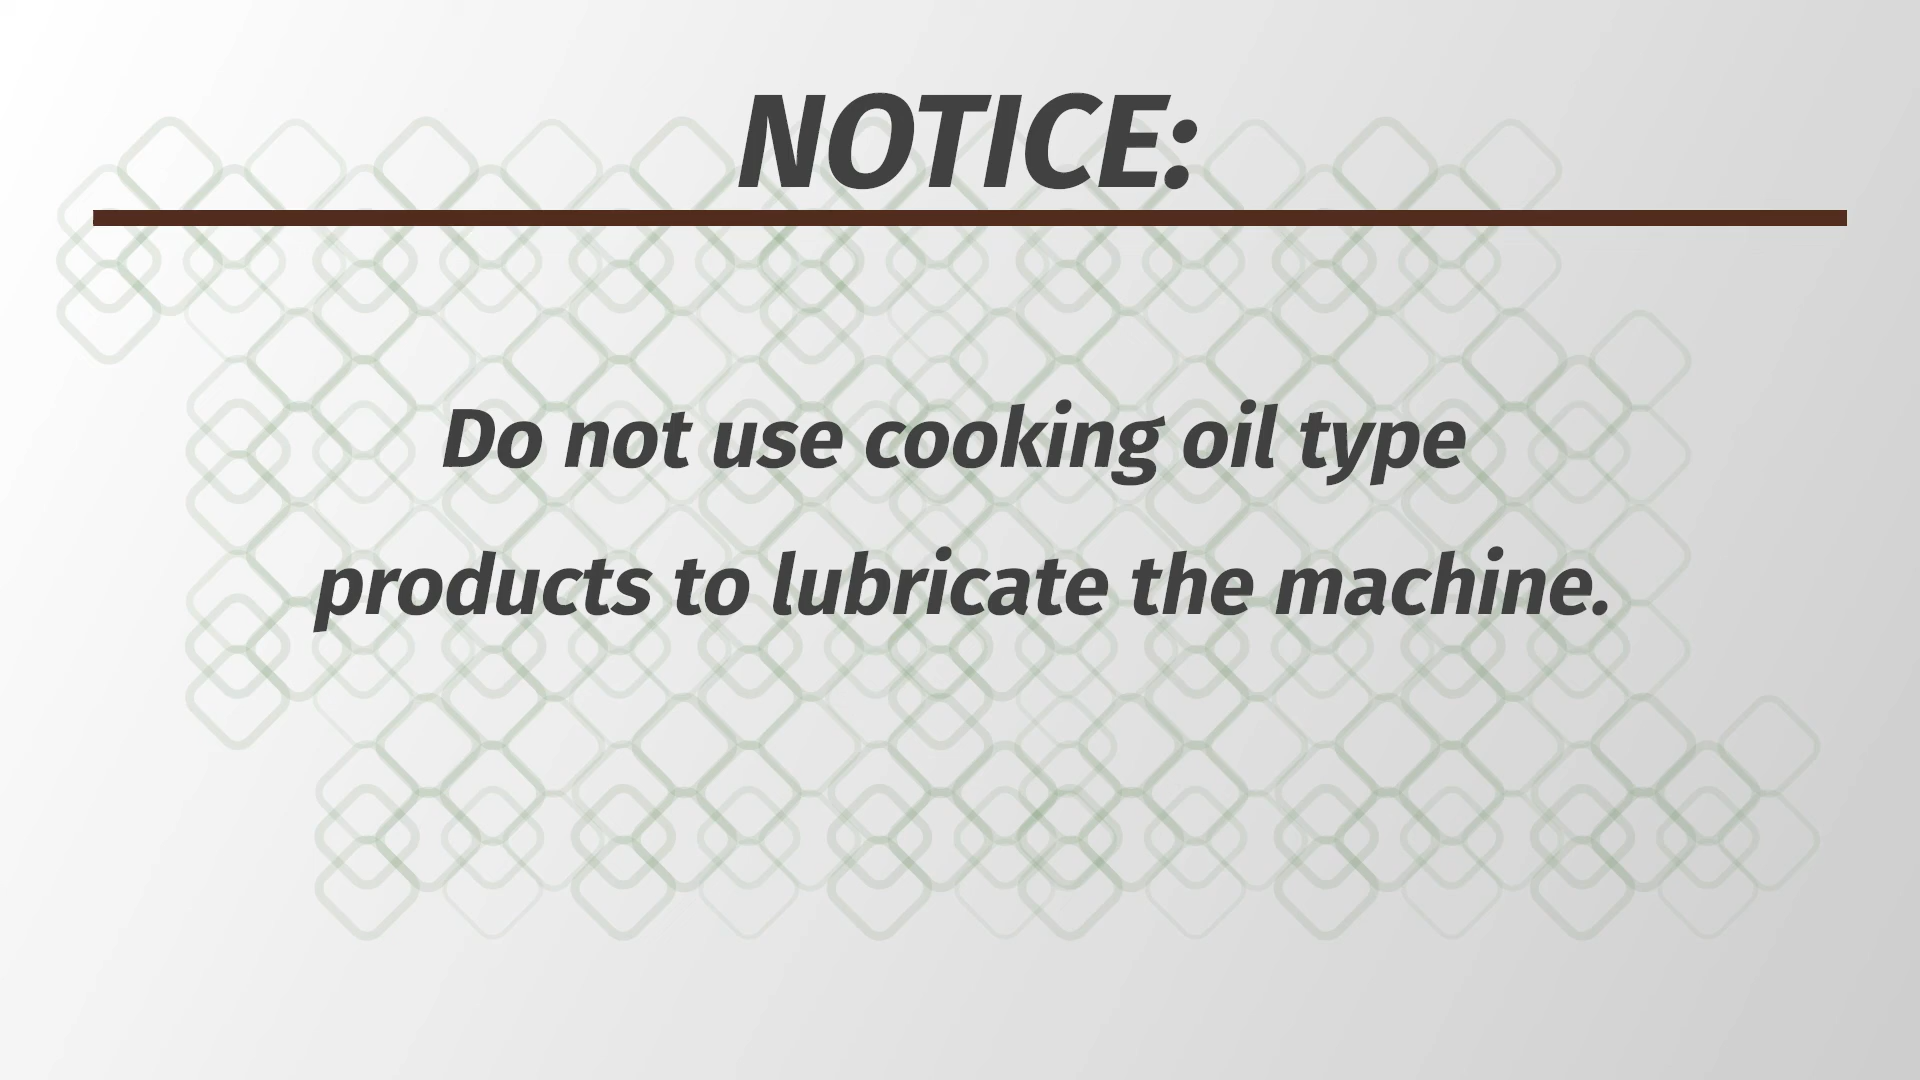 NOTICE:
Do not use cooking oil type
products to lubricate the machine.